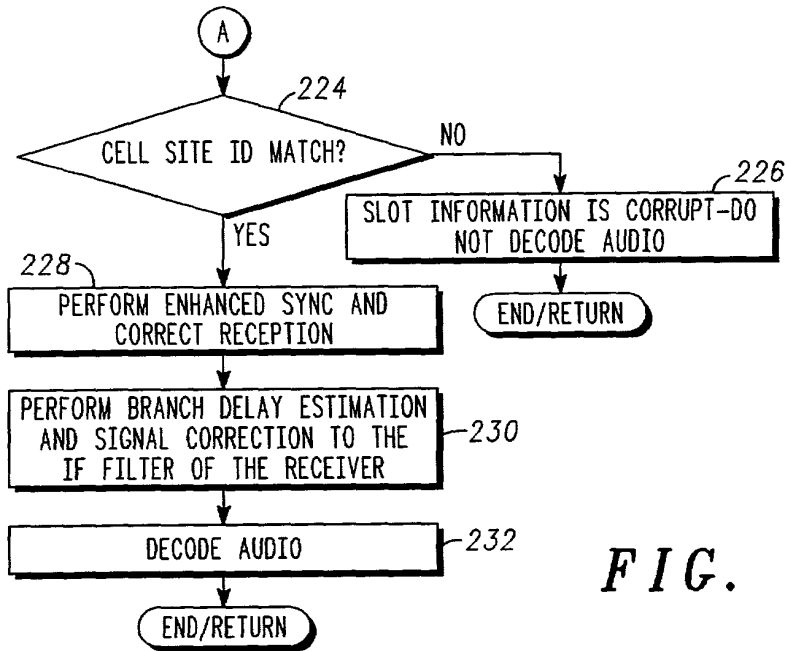 A
224
CELL SITE ID MATCH?
NO
226
SLOT INFORMATION IS CORRUPT-DO
NOT DECODE AUDIO
YES
END/RETURN
228
PERFORM ENHANCED SYNC AND
CORRECT RECEPTION
PERFORM BRANCH DELAY ESTIMATION
AND SIGNAL CORRECTION TO THE
IF FILTER OF THE RECEIVER
230
DECODE AUDIO
232
END/RETURN
FIG.